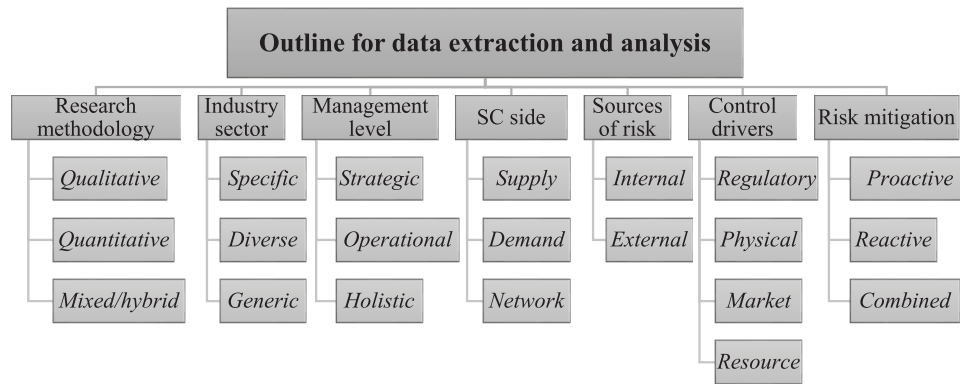 Outline for data extraction and analysis
Research
methodology
Qualitative
Quantitative
Mixed/hybrid
Industry
sector
Specific
Diverse
Generic
Management
level
Strategic
Operational
Holistic
SC side
Supply
Demand
Network
Sources
of risk
Internal
External
Control
drivers
Regulatory
Physical
Market
Resource
Risk mitigation
Proactive
Reactive
Combined